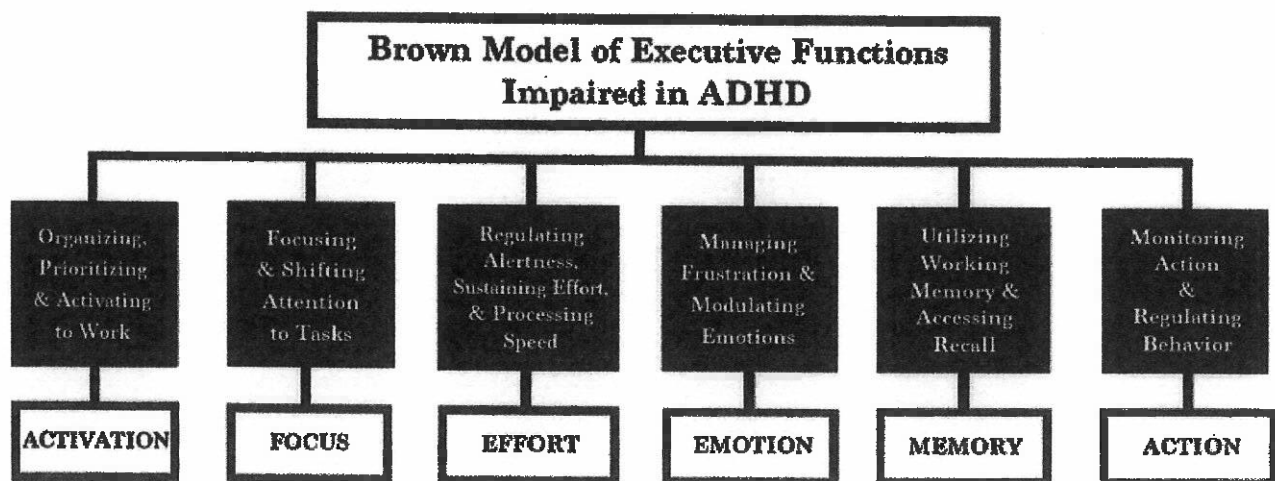 Brown Model of Executive Functions
Impaired in ADHD
Organizing,
Prioritizing
& Activating
to Work
Focusing
& Shifting
Attention
to Tasks
Regulating
Alertness,
Sustaining Effort,
& Processing
Speed
Managing
Frustration &
Modulating
Emotions
Utilizing
Working
Memory &
Accessing
Recall
Monitoring
Action
&
Regulating
Behavior
ACTIVATION
FOCUS
EFFORT
EMOTION
MEMORY
ACTION